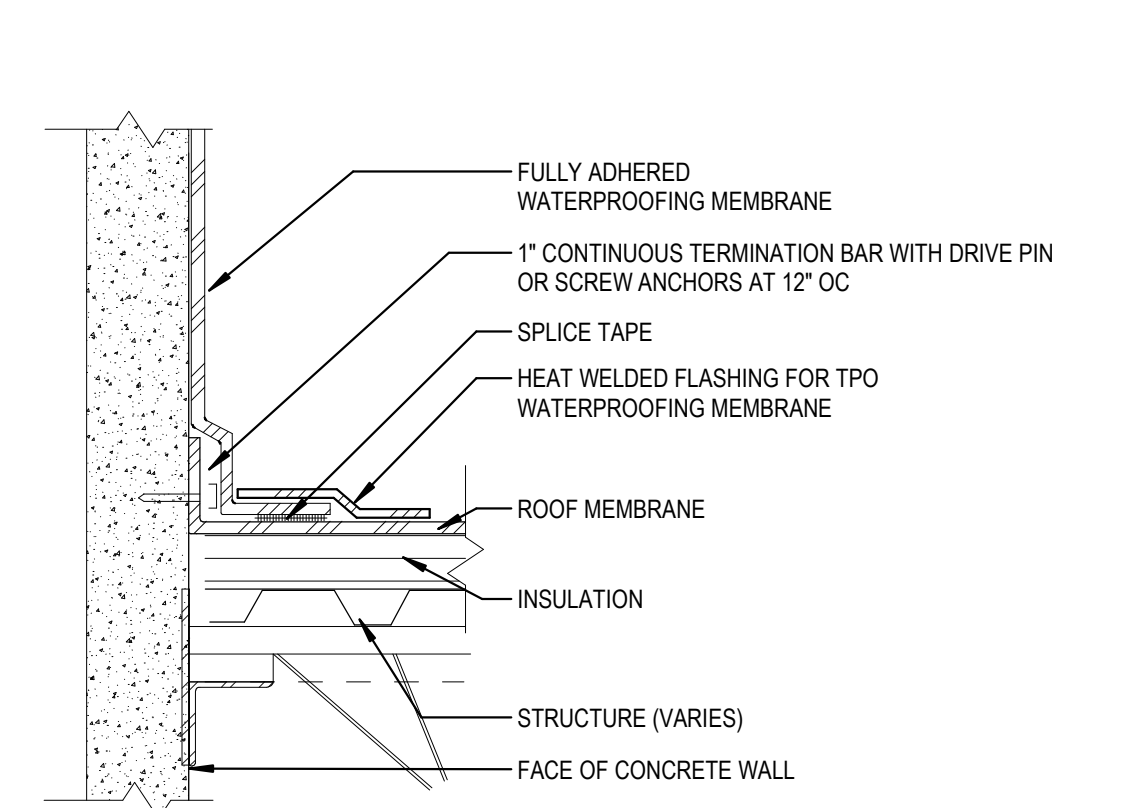 FULLY ADHERED
WATERPROOFING MEMBRANE
1" CONTINUOUS TERMINATION BAR WITH DRIVE PIN
OR SCREW ANCHORS AT 12" OC
SPLICE TAPE
HEAT WELDED FLASHING FOR TPO
WATERPROOFING MEMBRANE
ROOF MEMBRANE
INSULATION
STRUCTURE (VARIES)
FACE OF CONCRETE WALL